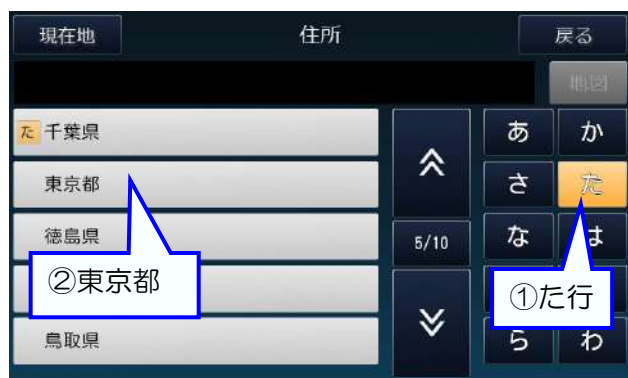 現在地
住所
戻る
地図
た 千葉県
東京都
徳島県
鳥取県
5/10
あ
か
さ
た
な
は
ら
わ
②東京都
①た行